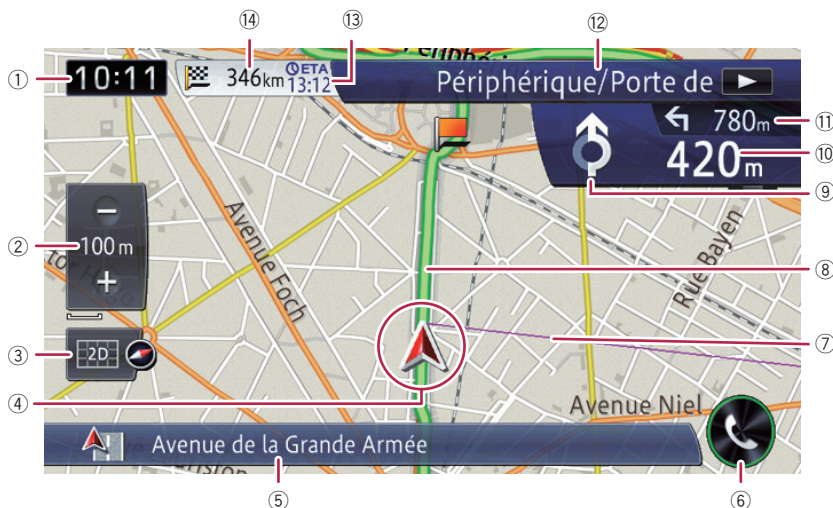 ⑭ ⑬ ⑫
① 10:11
346km
ETA
13:12
Périphérique/Porte de
780m ⑪
420m ⑩
⑨
② 100 m
Avenue Foch
Rue Bayen
⑧
③ 2D
⑦
④
Avenue Niel
Avenue de la Grande Armée
⑤ ⑥